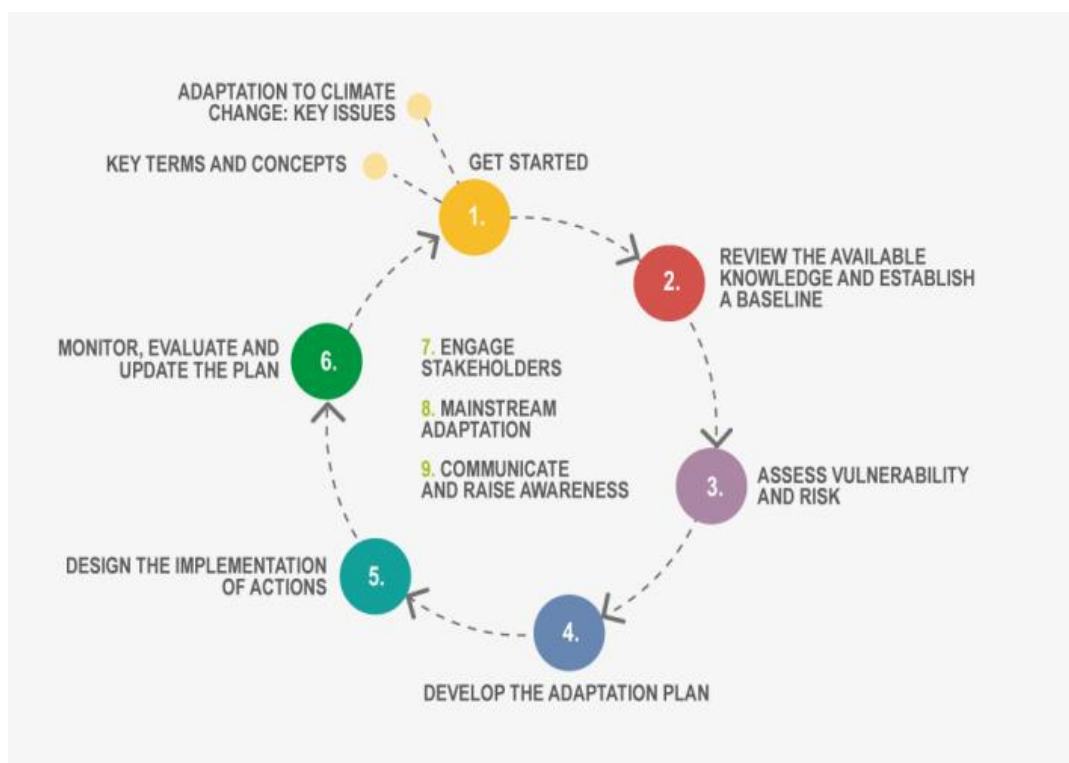 ADAPTATION TO CLIMATE
CHANGE: KEY ISSUES
KEY TERMS AND CONCEPTS
GET STARTED
1.
2.
REVIEW THE AVAILABLE
KNOWLEDGE AND ESTABLISH
A BASELINE
3.
ASSESS VULNERABILITY
AND RISK
4.
DEVELOP THE ADAPTATION PLAN
5.
DESIGN THE IMPLEMENTATION
OF ACTIONS
6.
MONITOR, EVALUATE AND
UPDATE THE PLAN
7. ENGAGE
STAKEHOLDERS
8. MAINSTREAM
ADAPTATION
9. COMMUNICATE
AND RAISE AWARENESS